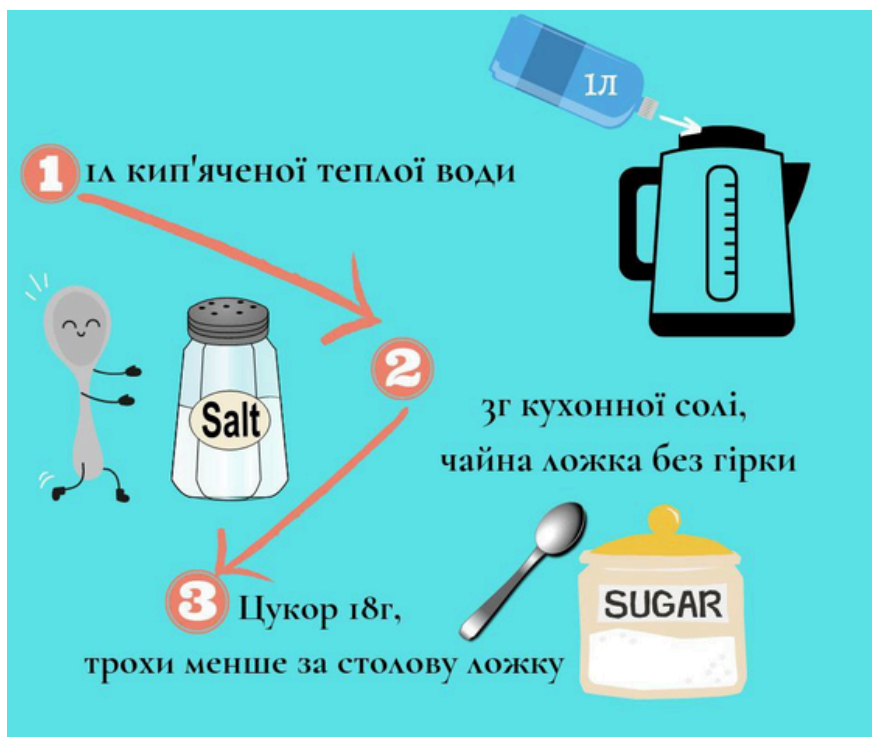 1Л
1
1л кип'яченої теплої води
2
Salt
3г кухонної солі,
чайна ложка без гірки
SUGAR
3
Цукор 18г,
трохи менше за столову ложку